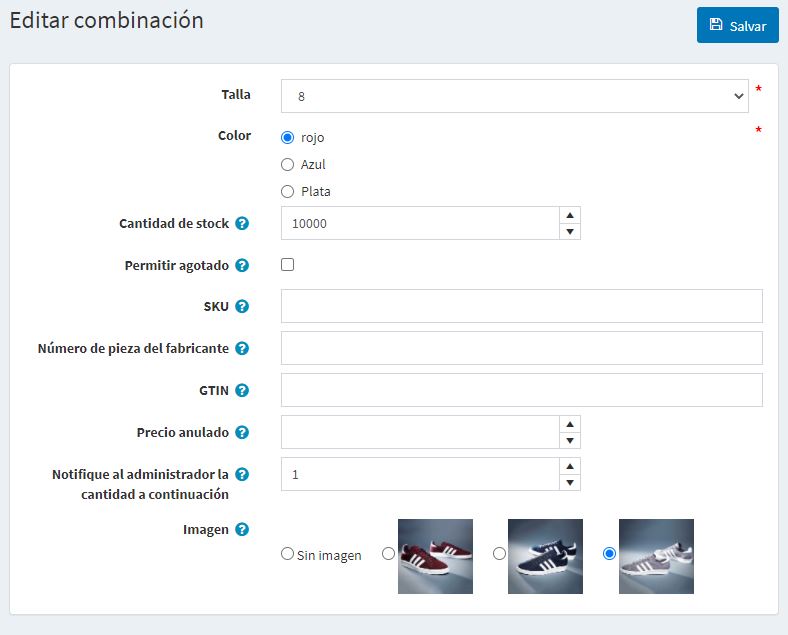 Editar combinación
Salvar
Talla
8
*
Color
rojo
*
Azul
Plata
Cantidad de stock ?
10000
Permitir agotado ?
SKU ?
Número de pieza del fabricante ?
GTIN ?
Precio anulado ?
Notifique al administrador la ?
cantidad a continuación
1
Imagen ?
Sin imagen